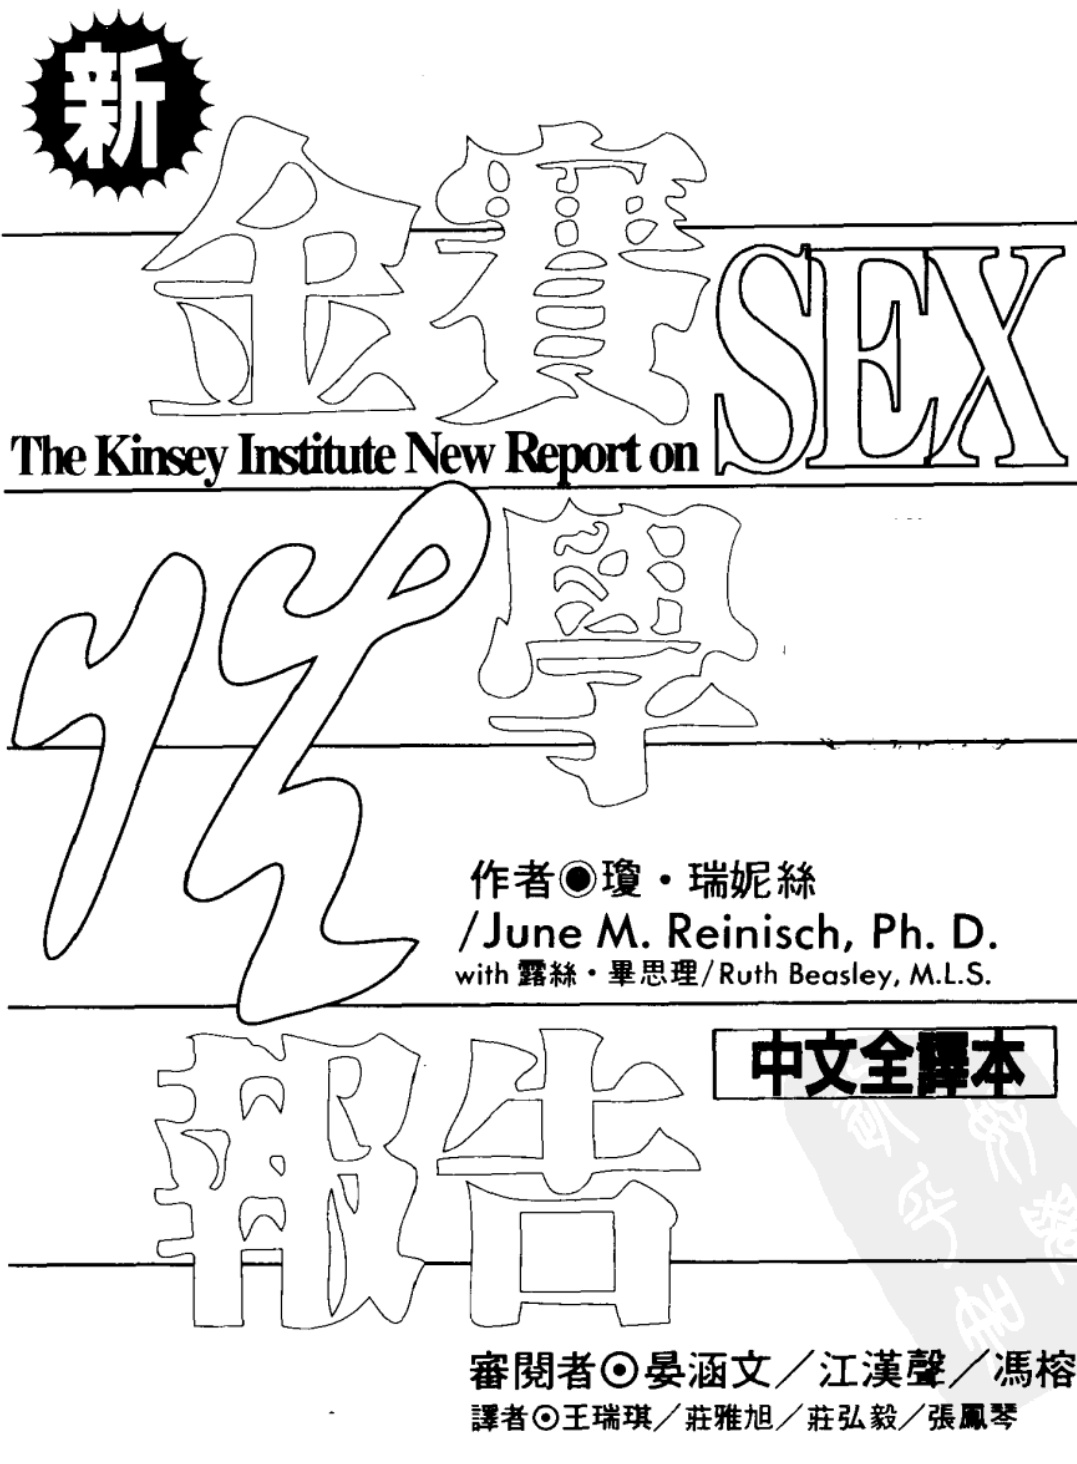 新
金賽
The Kinsey Institute New Report on SEX
性學
作者◉瓊・瑞妮絲
/June M. Reinisch, Ph. D.
with 露絲・畢思理/Ruth Beasley, M.L.S.
報告
中文全譯本
審閱者⊙晏涵文／江漢聲／馮榕
譯者⊙王瑞琪／莊雅旭／莊弘毅／張鳳琴